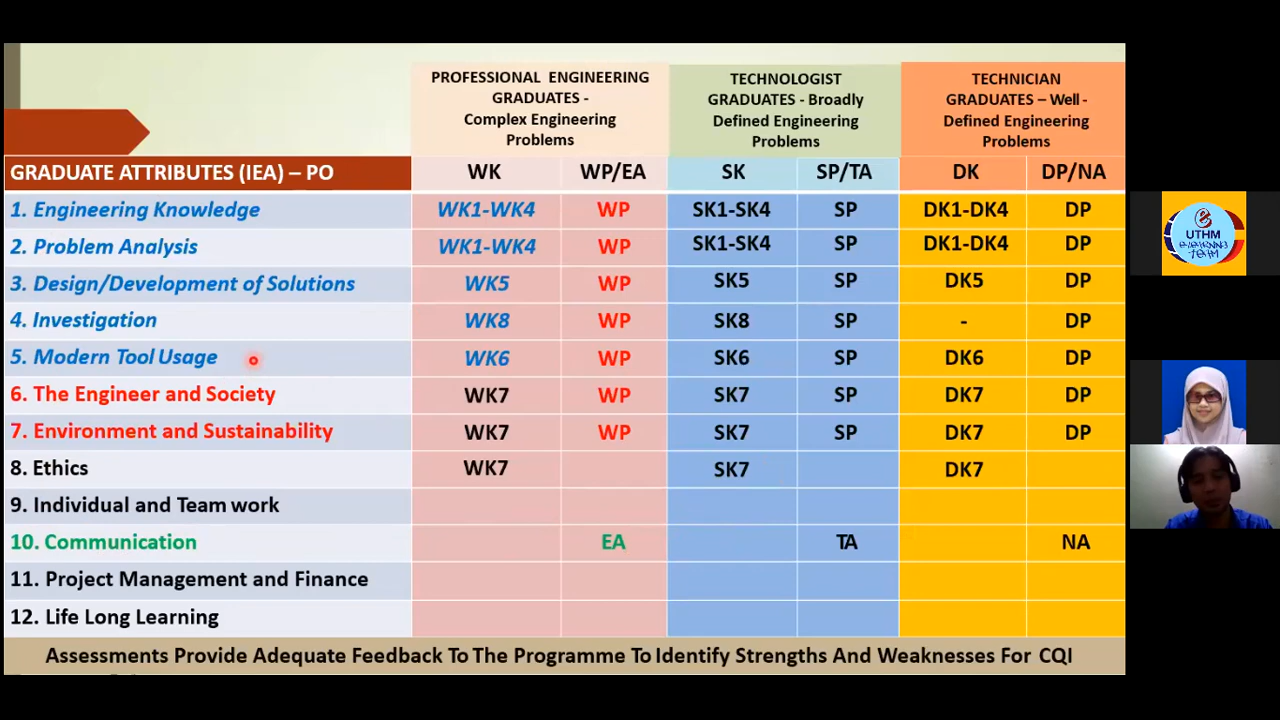 PROFESSIONAL ENGINEERING
GRADUATES -
Complex Engineering
Problems
TECHNOLOGIST
GRADUATES - Broadly
Defined Engineering
Problems
TECHNICIAN
GRADUATES – Well -
Defined Engineering
Problems
GRADUATE ATTRIBUTES (IEA) – PO WK WP/EA SK SP/TA DK DP/NA
1. Engineering Knowledge WK1-WK4 WP SK1-SK4 SP DK1-DK4 DP
2. Problem Analysis WK1-WK4 WP SK1-SK4 SP DK1-DK4 DP
3. Design/Development of Solutions WK5 WP SK5 SP DK5 DP
4. Investigation WK8 WP SK8 SP - DP
5. Modern Tool Usage WK6 WP SK6 SP DK6 DP
6. The Engineer and Society WK7 WP SK7 SP DK7 DP
7. Environment and Sustainability WK7 WP SK7 SP DK7 DP
8. Ethics WK7 SK7 DK7
9. Individual and Team work
10. Communication EA TA NA
11. Project Management and Finance
12. Life Long Learning
Assessments Provide Adequate Feedback To The Programme To Identify Strengths And Weaknesses For CQI
UTHM
e-LEARNING
TEAM